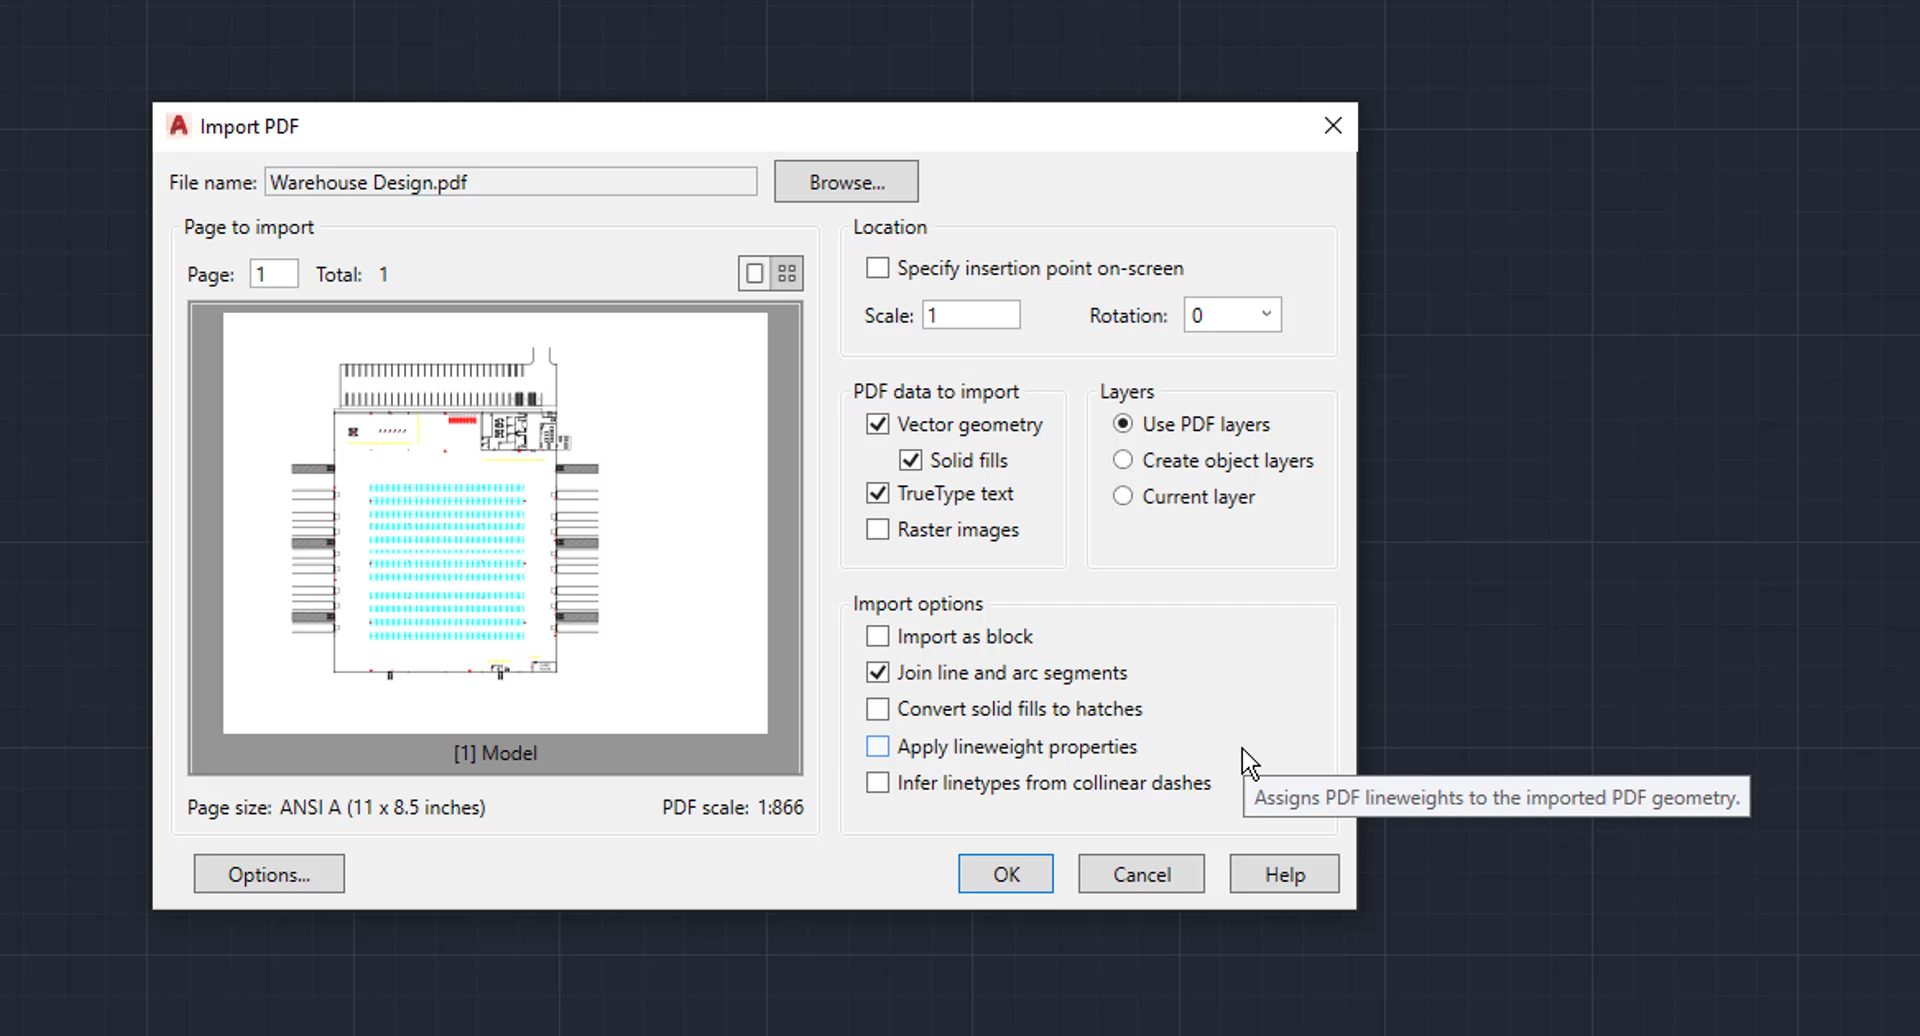 Import PDF
File name: Warehouse Design.pdf Browse...
Page to import
Page: 1 Total: 1
[1] Model
Page size: ANSI A (11 x 8.5 inches) PDF scale: 1:866
Location
Specify insertion point on-screen
Scale: 1 Rotation: 0
PDF data to import
Vector geometry
Solid fills
TrueType text
Raster images
Layers
Use PDF layers
Create object layers
Current layer
Import options
Import as block
Join line and arc segments
Convert solid fills to hatches
Apply lineweight properties
Infer linetypes from collinear dashes
Assigns PDF lineweights to the imported PDF geometry.
Options... OK Cancel Help